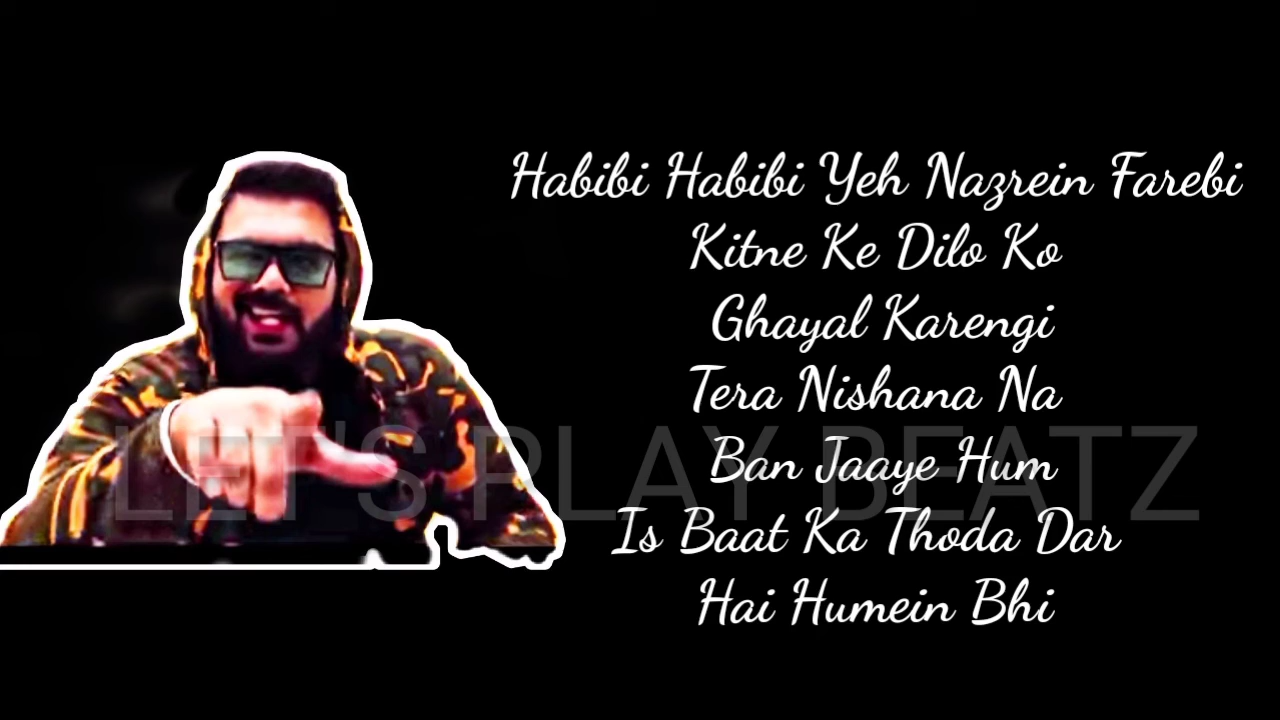 Habibi Habibi Yeh Nazrein Farebi
Kitne Ke Dilo Ko
Ghayal Karengi
Tera Nishana Na
LET'S PLAY BEATZ
Ban Jaaye Hum
Is Baat Ka Thoda Dar
Hai Humein Bhi